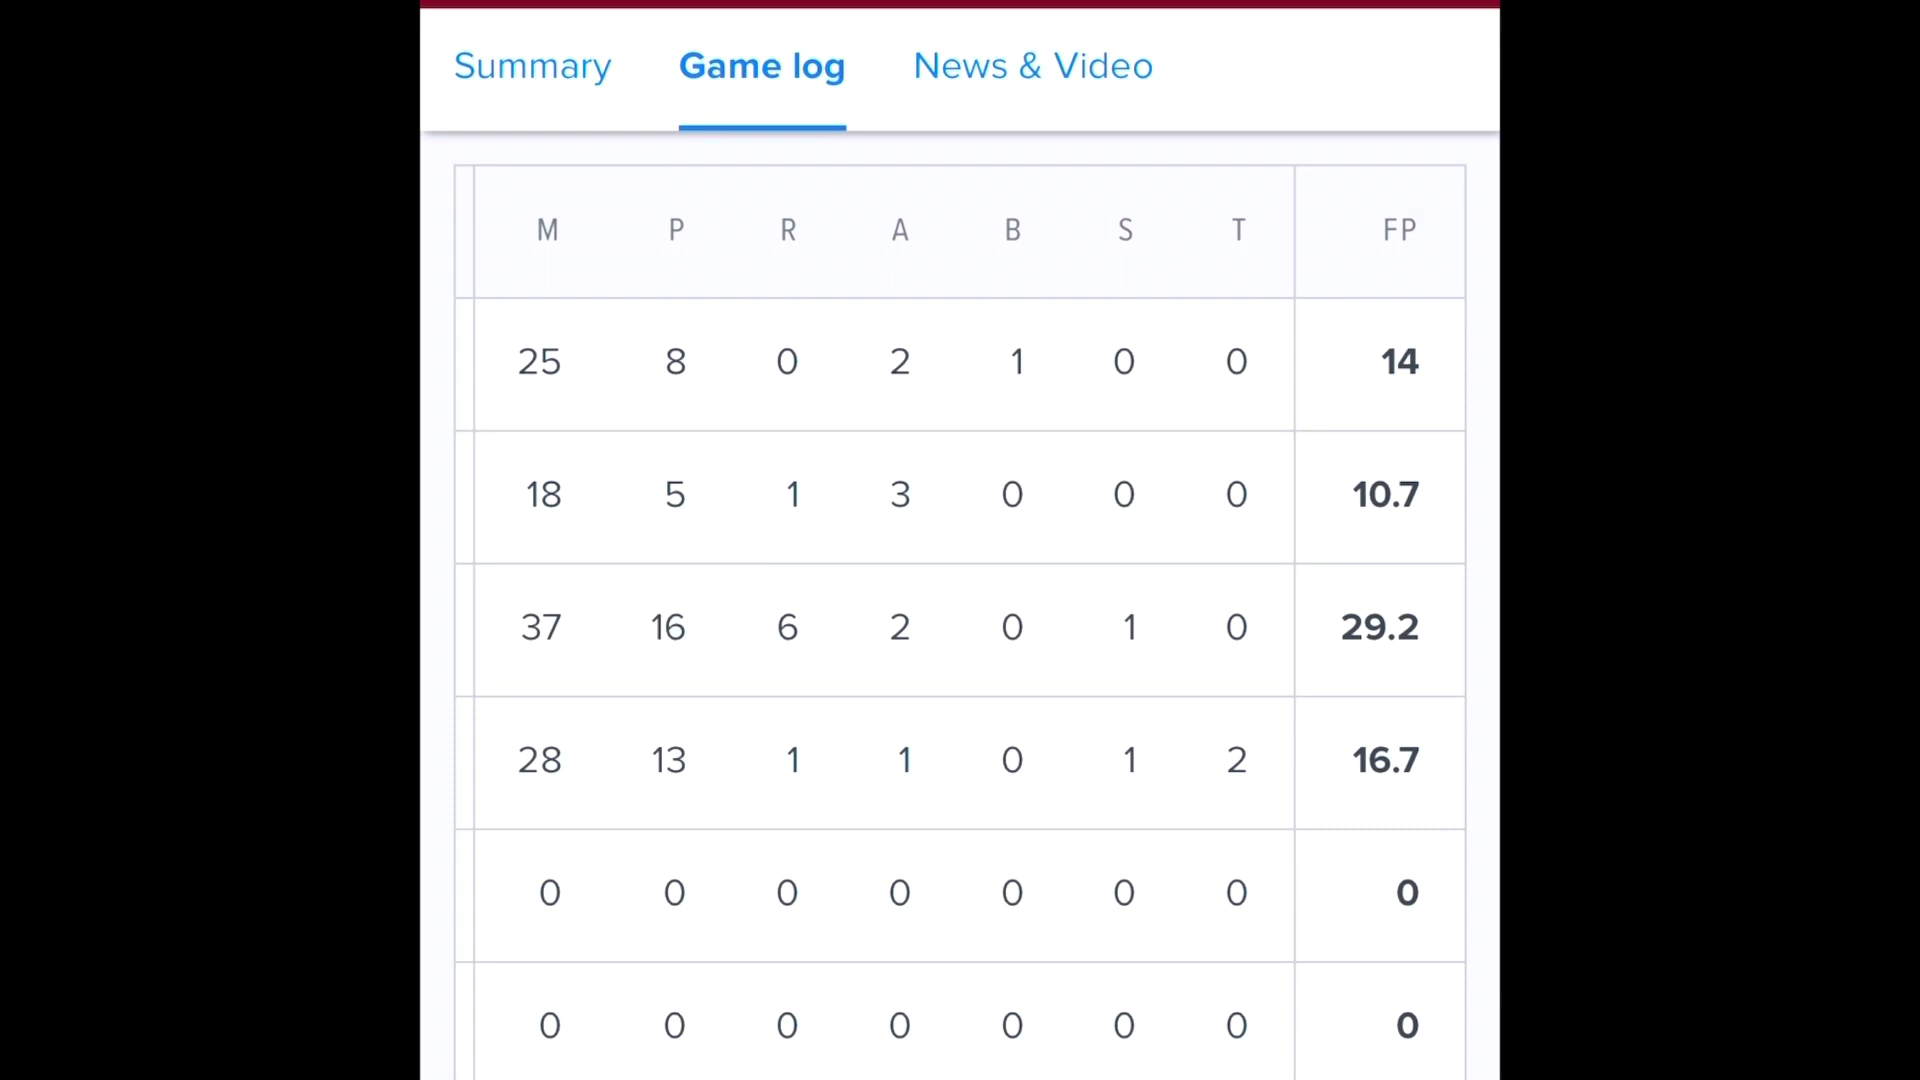 Summary Game log News & Video
M P R A B S T FP
25 8 0 2 1 0 0 14
18 5 1 3 0 0 0 10.7
37 16 6 2 0 1 0 29.2
28 13 1 1 0 1 2 16.7
0 0 0 0 0 0 0 0
0 0 0 0 0 0 0 0